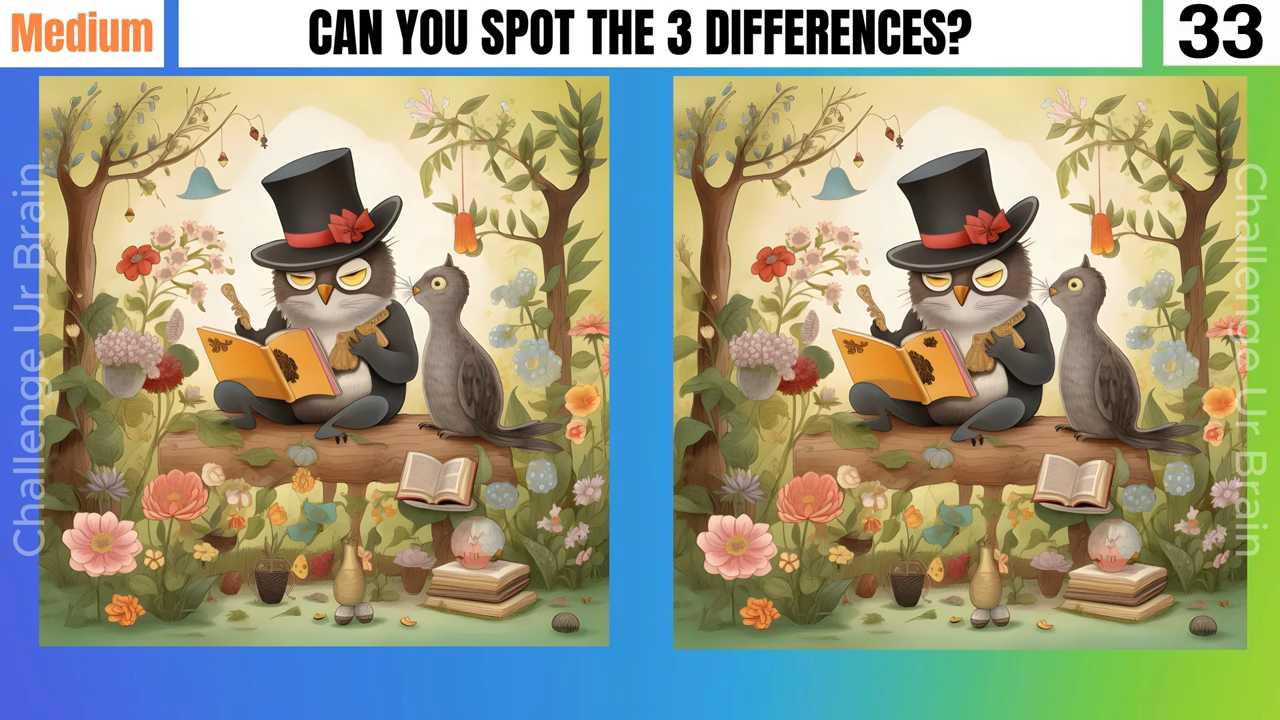 Medium
CAN YOU SPOT THE 3 DIFFERENCES?
33
Challenge Ur Brain
Challenge Ur Brain